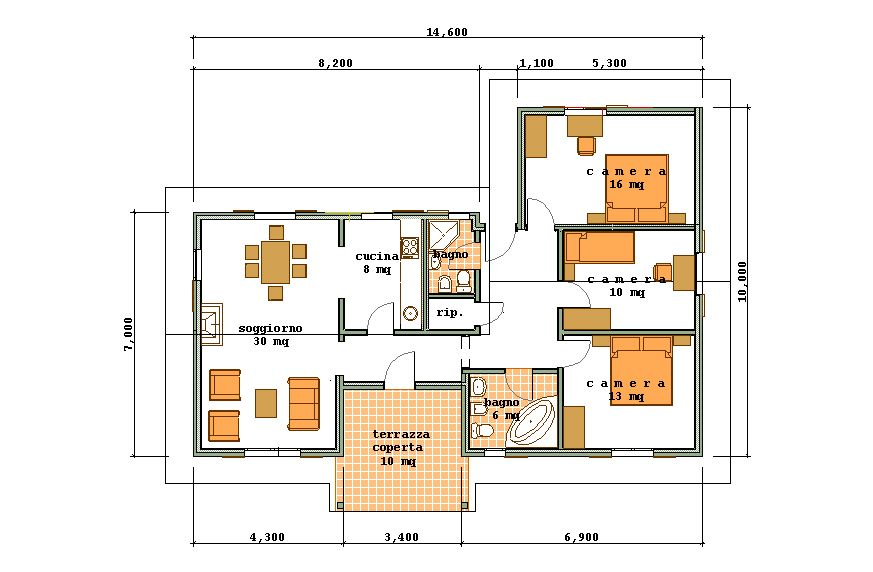 14,600
8,200
1,100
5,300
c a m e r a
16 mq
cucina
8 mq
bagno
c a m e r a
10 mq
10,000
7,000
rip.
soggiorno
30 mq
c a m e r a
13 mq
bagno
6 mq
terrazza
coperta
10 mq
4,300
3,400
6,900